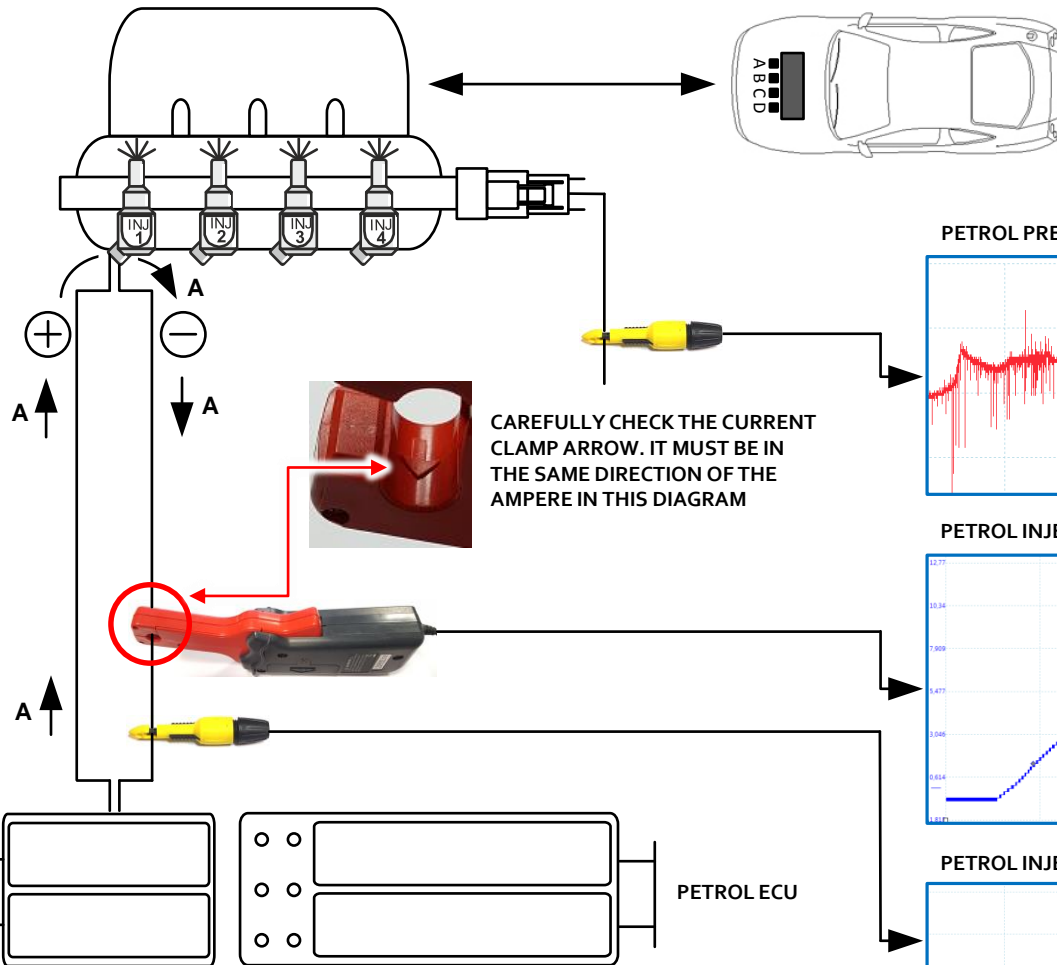 A B C D
INJ 1
INJ 2
INJ 3
INJ 4
PETROL PRE
A
+
−
A
A
CAREFULLY CHECK THE CURRENT
CLAMP ARROW. IT MUST BE IN
THE SAME DIRECTION OF THE
AMPERE IN THIS DIAGRAM
PETROL INJE
12,77
10,34
7,909
5,477
3,046
0,614
A
PETROL INJE
PETROL ECU